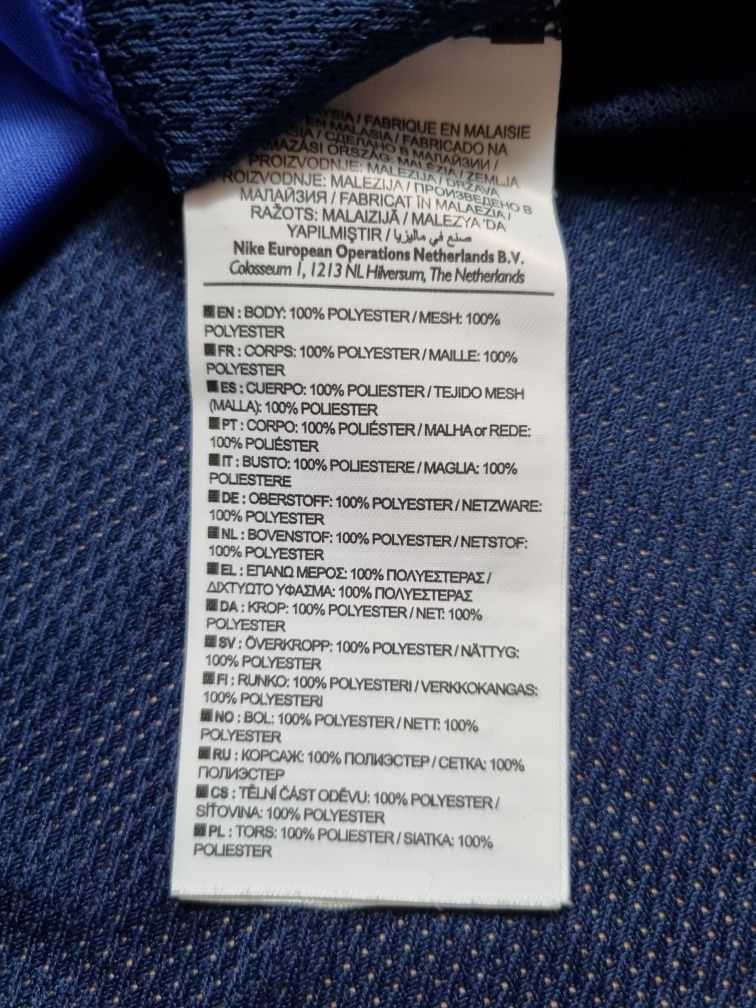 YSIA / FABRIQUE EN MALAISIE
EN MALASIA / FABRICADO NA
ASIA / СДЕЛАНО В МАЛАЙЗИИ /
MAZÁSI ORSZÁG: MALÉZIA / ZEMLJA
PROIZVODNJE: MALEZIJA / DRŽAVA
ROIZVODNJE: MALEZIJA / ПРОИЗВЕДЕНО В
МАЛАЙЗИЯ / FABRICAT ÎN MALAEZIA /
RAŽOTS: MALAIZIJĀ / MALEZYA'DA
YAPILMIŞTIR / صنع في ماليزيا
Nike European Operations Netherlands B.V.
Colosseum 1, 1213 NL Hilversum, The Netherlands
EN : BODY: 100% POLYESTER / MESH: 100%
POLYESTER
FR : CORPS: 100% POLYESTER / MAILLE: 100%
POLYESTER
ES : CUERPO: 100% POLIESTER / TEJIDO MESH
(MALLA): 100% POLIESTER
PT : CORPO: 100% POLIÉSTER / MALHA or REDE:
100% POLIÉSTER
IT : BUSTO: 100% POLIESTERE / MAGLIA: 100%
POLIESTERE
DE : OBERSTOFF: 100% POLYESTER / NETZWARE:
100% POLYESTER
NL : BOVENSTOF: 100% POLYESTER / NETSTOF:
100% POLYESTER
EL : ΕΠΑΝΩ ΜΕΡΟΣ: 100% ΠΟΛΥΕΣΤΕΡΑΣ /
ΔΙΧΤΥΩΤΟ ΥΦΑΣΜΑ: 100% ΠΟΛΥΕΣΤΕΡΑΣ
DA : KROP: 100% POLYESTER / NET: 100%
POLYESTER
SV : ÖVERKROPP: 100% POLYESTER / NÄTTYG:
100% POLYESTER
FI : RUNKO: 100% POLYESTERI / VERKKOKANGAS:
100% POLYESTERI
NO : BOL: 100% POLYESTER / NETT: 100%
POLYESTER
RU : КОРСАЖ: 100% ПОЛИЭСТЕР / СЕТКА: 100%
ПОЛИЭСТЕР
CS : TĚLNÍ ČÁST ODĚVU: 100% POLYESTER /
SÍŤOVINA: 100% POLYESTER
PL : TORS: 100% POLIESTER / SIATKA: 100%
POLIESTER